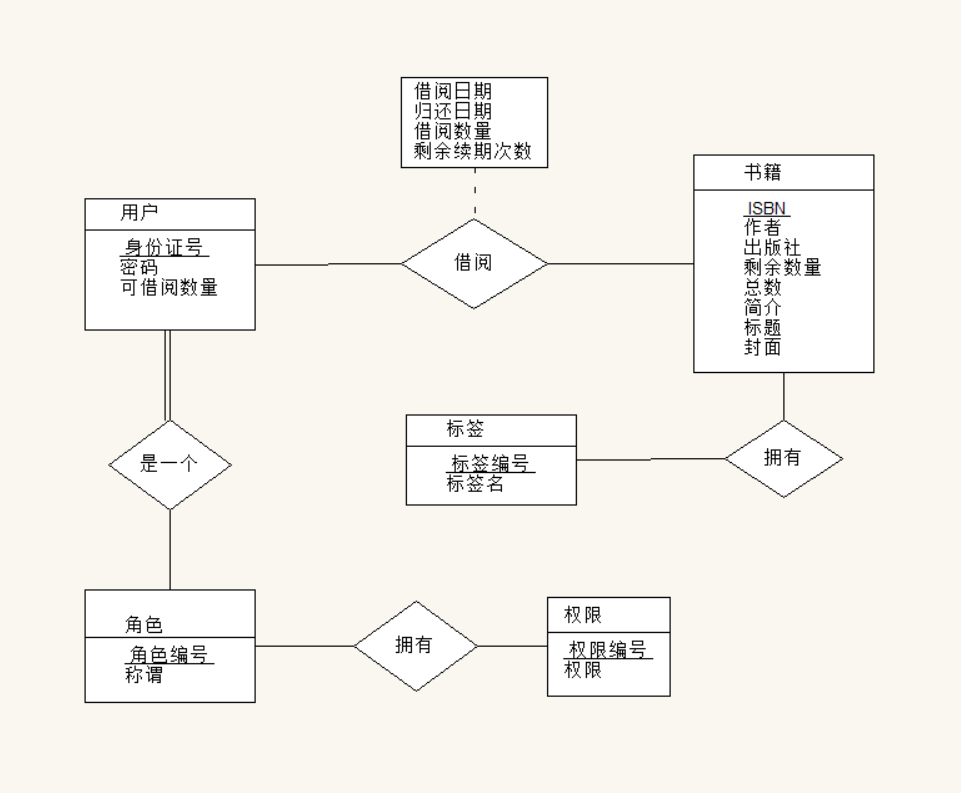 借阅日期
归还日期
借阅数量
剩余续期次数
用户
身份证号
密码
可借阅数量
借阅
书籍
ISBN
作者
出版社
剩余数量
总数
简介
标题
封面
是一个
标签
标签编号
标签名
拥有
角色
角色编号
称谓
拥有
权限
权限编号
权限